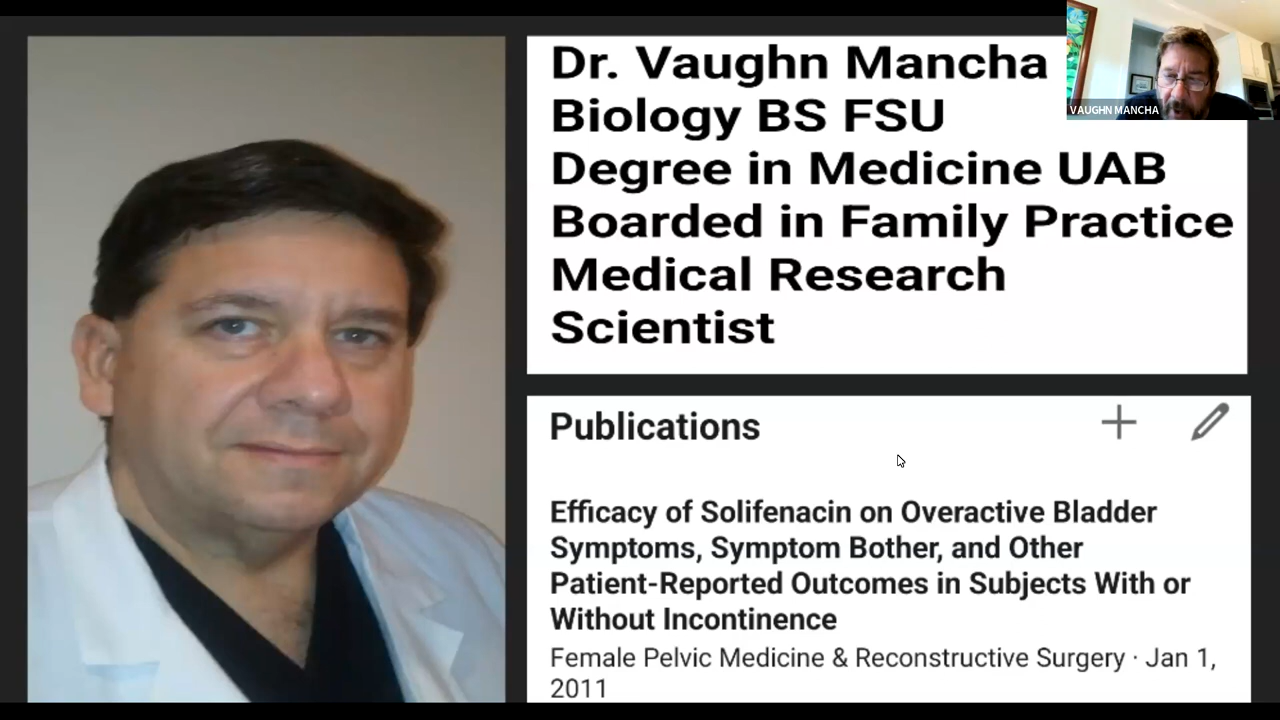 Dr. Vaughn Mancha
Biology BS FSU
Degree in Medicine UAB
Boarded in Family Practice
Medical Research
Scientist
VAUGHN MANCHA
Publications
Efficacy of Solifenacin on Overactive Bladder
Symptoms, Symptom Bother, and Other
Patient-Reported Outcomes in Subjects With or
Without Incontinence
Female Pelvic Medicine & Reconstructive Surgery · Jan 1,
2011